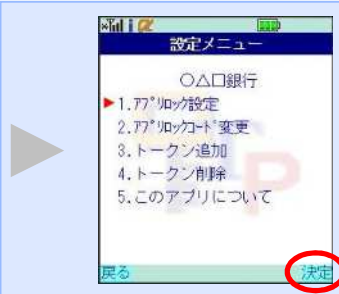 設定メニュー
○△□銀行
1.ｱﾌﾟﾘﾛｯｸ設定
2.ｱﾌﾟﾘﾛｯｸｺｰﾄﾞ変更
3.トークン追加
4.トークン削除
5.このアプリについて
戻る 決定